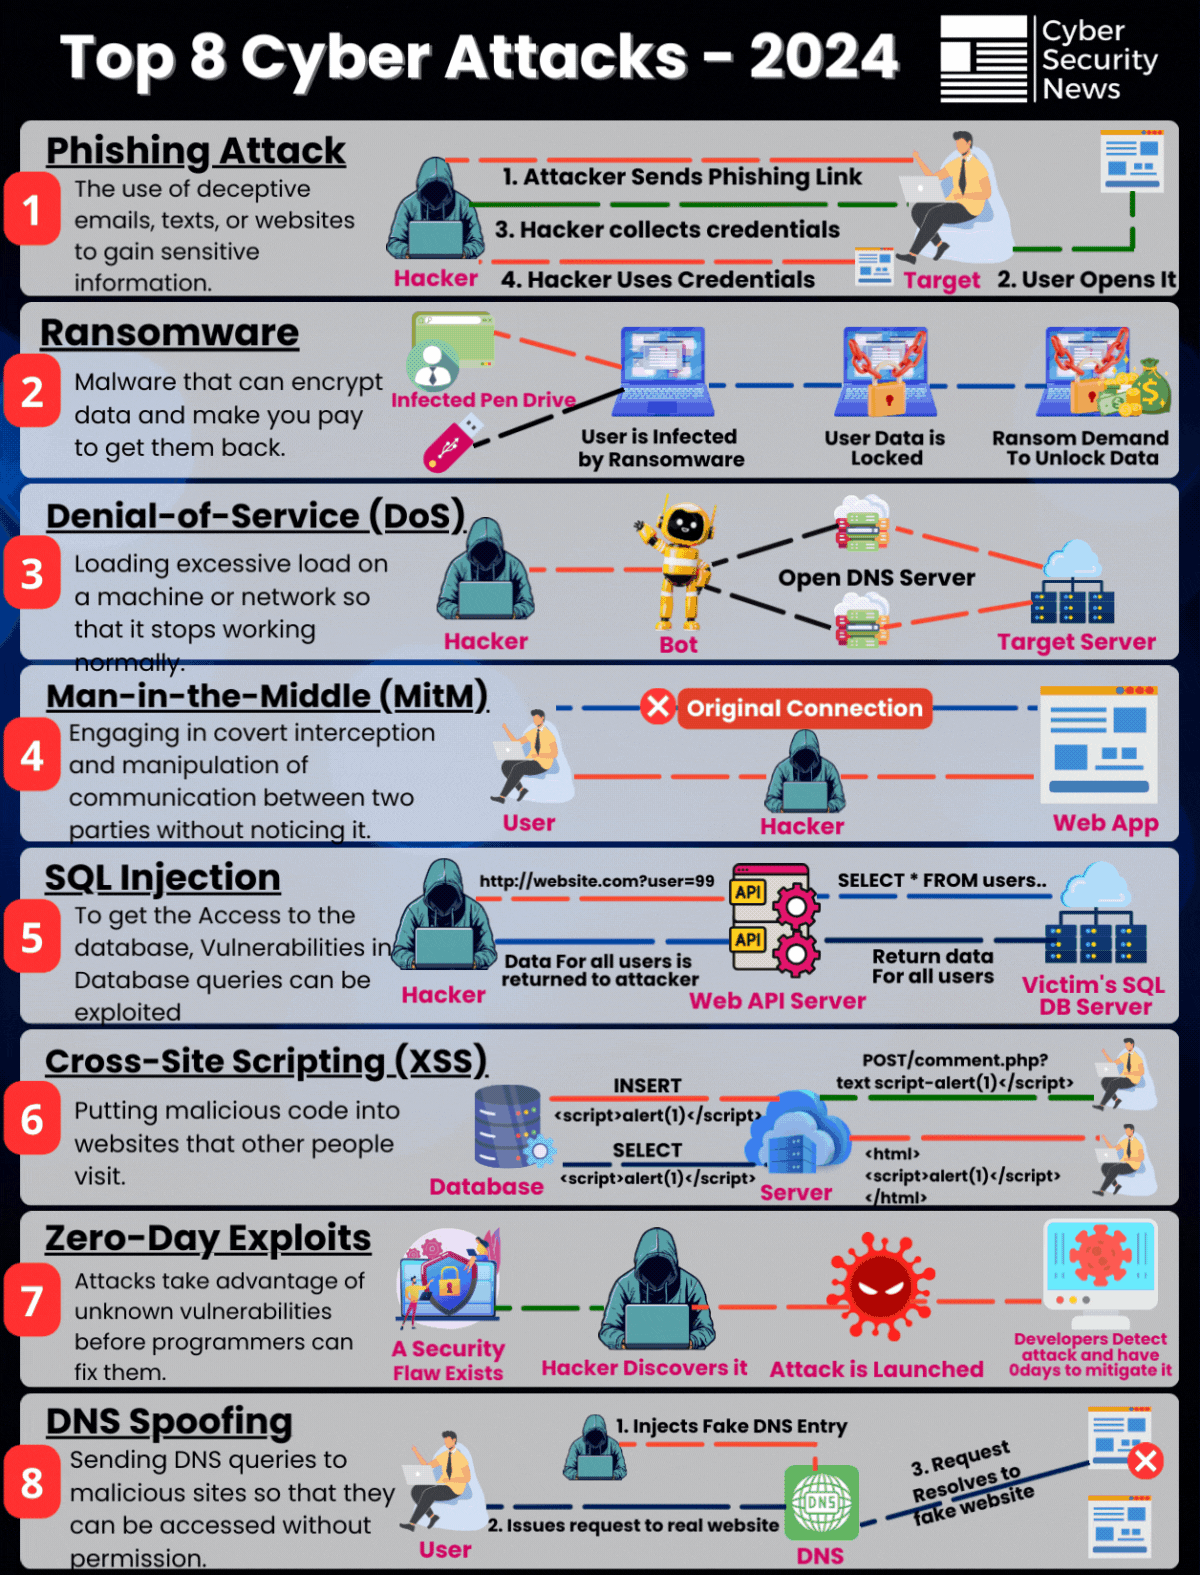 Top 8 Cyber Attacks - 2024
Cyber
Security
News
Phishing Attack
1
The use of deceptive
emails, texts, or websites
to gain sensitive
information.
1. Attacker Sends Phishing Link
3. Hacker collects credentials
Hacker
4. Hacker Uses Credentials
Target
2. User Opens It
Ransomware
2
Malware that can encrypt
data and make you pay
to get them back.
Infected Pen Drive
User is Infected
by Ransomware
User Data is
Locked
Ransom Demand
To Unlock Data
Denial-of-Service (DoS)
3
Loading excessive load on
a machine or network so
that it stops working
normally.
Hacker
Bot
Open DNS Server
Target Server
Man-in-the-Middle (MitM)
4
Engaging in covert interception
and manipulation of
communication between two
parties without noticing it.
Original Connection
User
Hacker
Web App
SQL Injection
5
To get the Access to the
database, Vulnerabilities in
Database queries can be
exploited
http://website.com?user=99
API
SELECT * FROM users..
API
Data For all users is
returned to attacker
Return data
For all users
Hacker
Web API Server
Victim's SQL
DB Server
Cross-Site Scripting (XSS)
6
Putting malicious code into
websites that other people
visit.
INSERT
<script>alert(1)</script>
SELECT
<script>alert(1)</script>
Database
Server
POST/comment.php?
text script-alert(1)</script>
<html>
<script>alert(1)</script>
</html>
Zero-Day Exploits
7
Attacks take advantage of
unknown vulnerabilities
before programmers can
fix them.
A Security
Flaw Exists
Hacker Discovers it
Attack is Launched
Developers Detect
attack and have
0days to mitigate it
DNS Spoofing
8
Sending DNS queries to
malicious sites so that they
can be accessed without
permission.
1. Injects Fake DNS Entry
DNS
2. Issues request to real website
3. Request
Resolves to
fake website
User
DNS